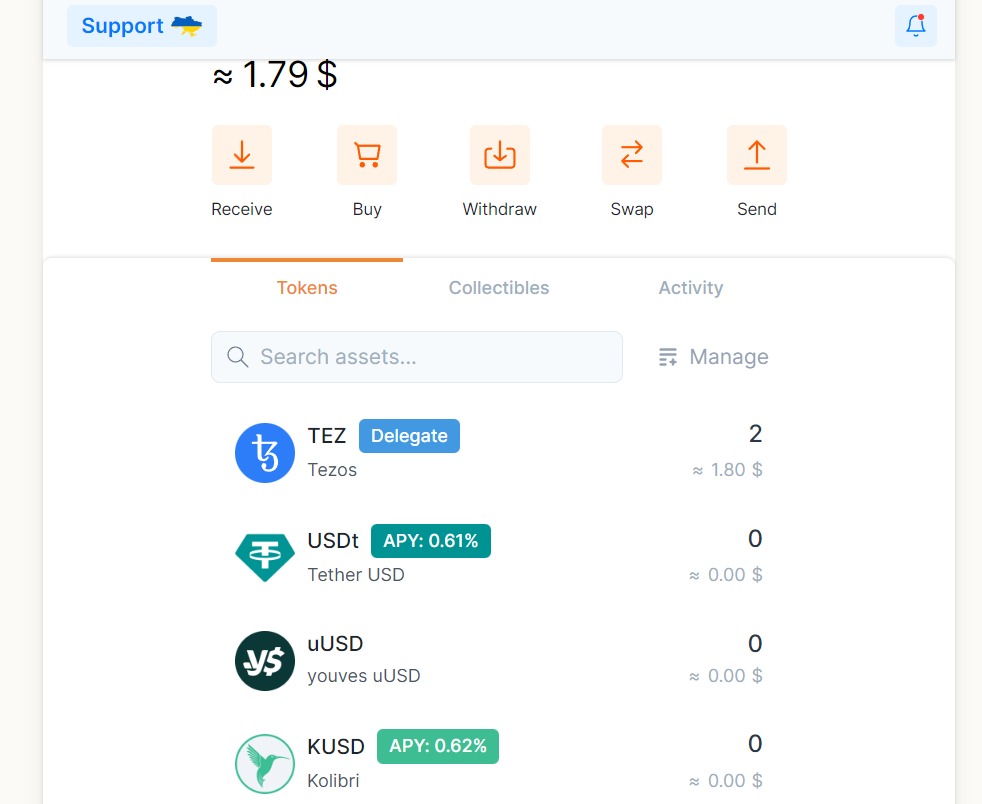 Support
≈ 1.79 $
Receive Buy Withdraw Swap Send
Tokens Collectibles Activity
Search assets... Manage
TEZ Delegate 2
Tezos ≈ 1.80 $
USDt APY: 0.61% 0
Tether USD ≈ 0.00 $
uUSD 0
youves uUSD ≈ 0.00 $
KUSD APY: 0.62% 0
Kolibri ≈ 0.00 $